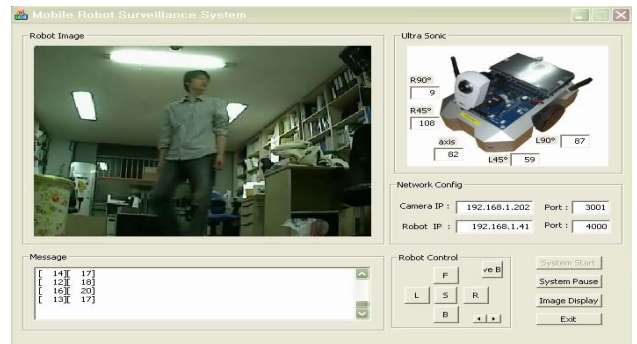 Mobile Robot Surveillance System
Robot Image
Ultra Sonic
R90°
9
R45°
108
axis
82
L45° 59
L90° 87
Network Config
Camera IP : 192.168.1.202 Port : 3001
Robot IP : 192.168.1.41 Port : 4000
Message
[ 14][ 17]
[ 12][ 18]
[ 16][ 20]
[ 13][ 17]
Robot Control
F
ve B
L S R
B
System Start
System Pause
Image Display
Exit